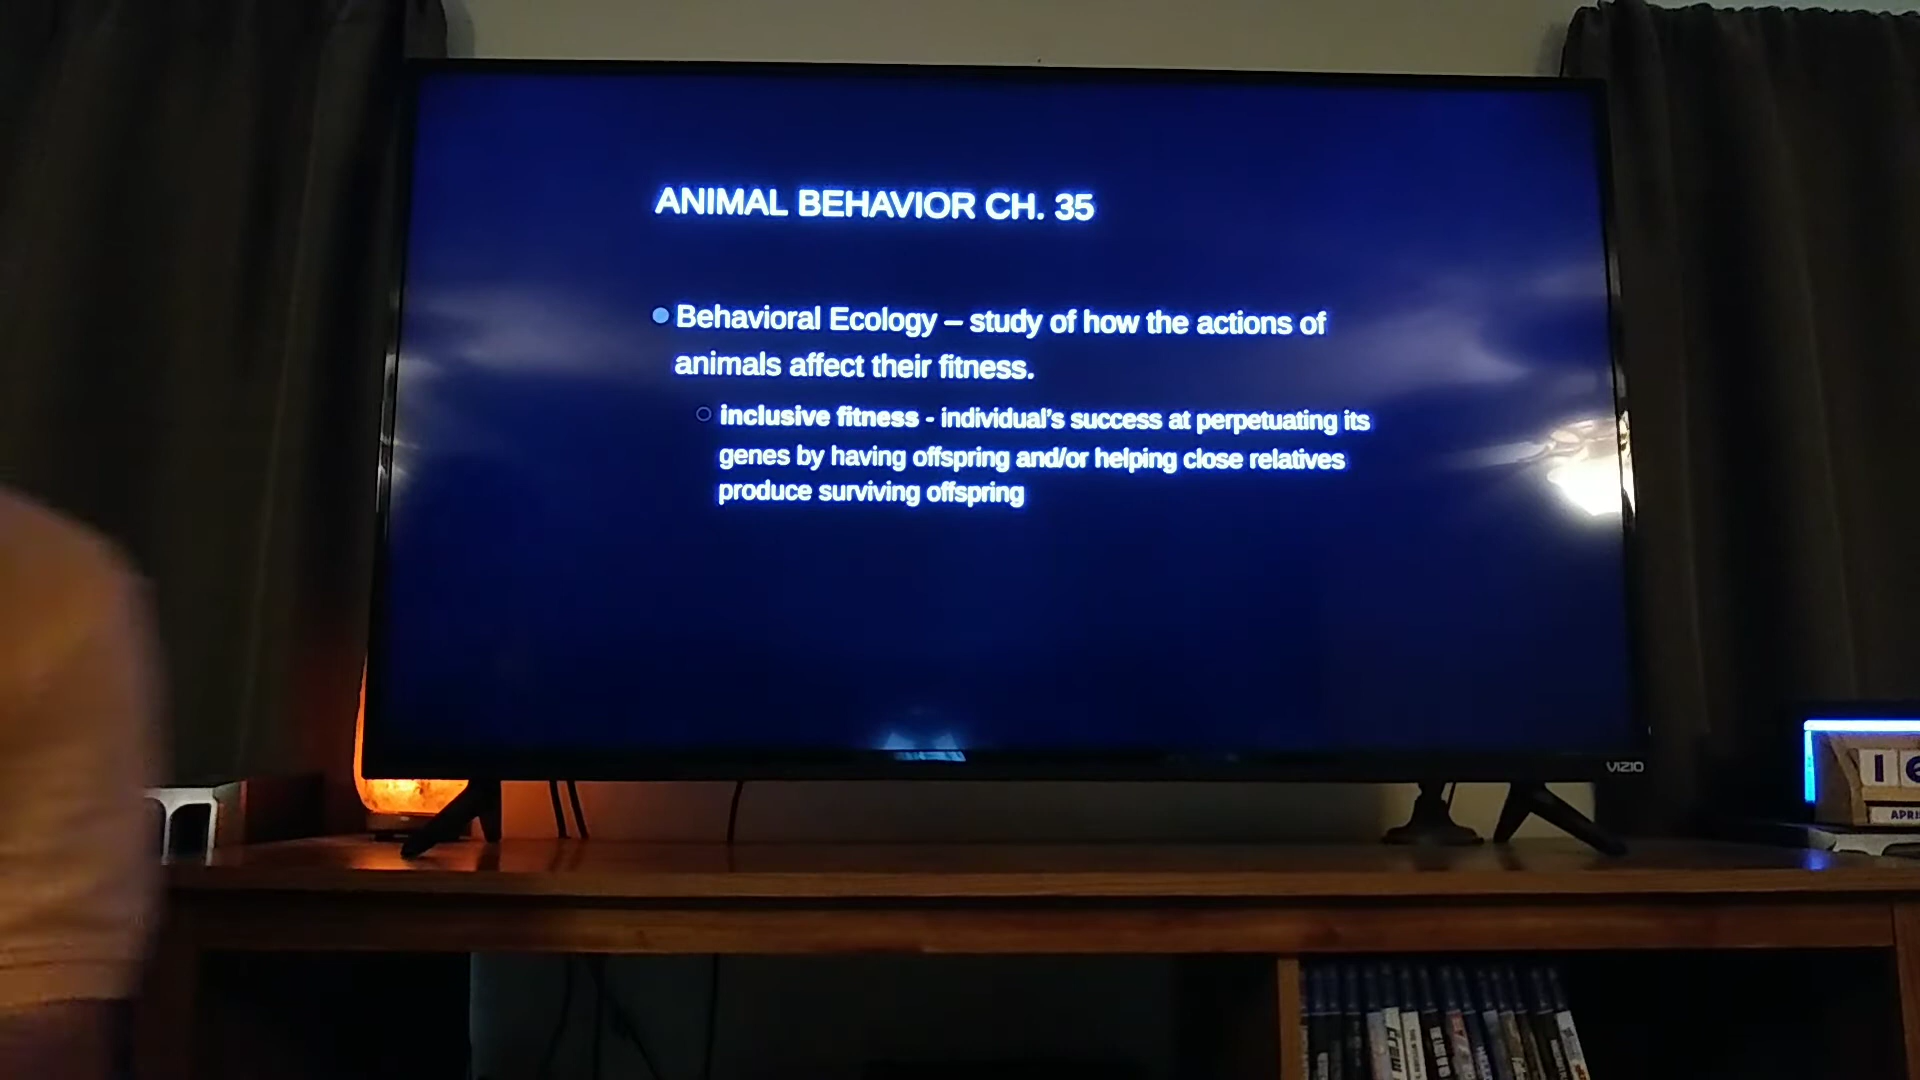 ANIMAL BEHAVIOR CH. 35
Behavioral Ecology – study of how the actions of
animals affect their fitness.
inclusive fitness - individual's success at perpetuating its
genes by having offspring and/or helping close relatives
produce surviving offspring
VIZIO